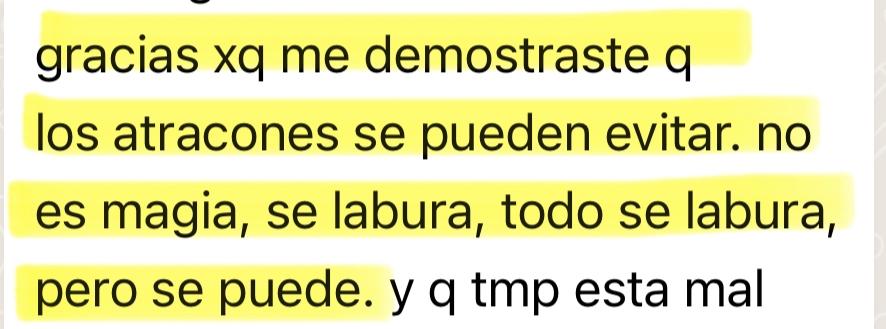 gracias xq me demostraste q
los atracones se pueden evitar. no
es magia, se labura, todo se labura,
pero se puede. y q tmp esta mal